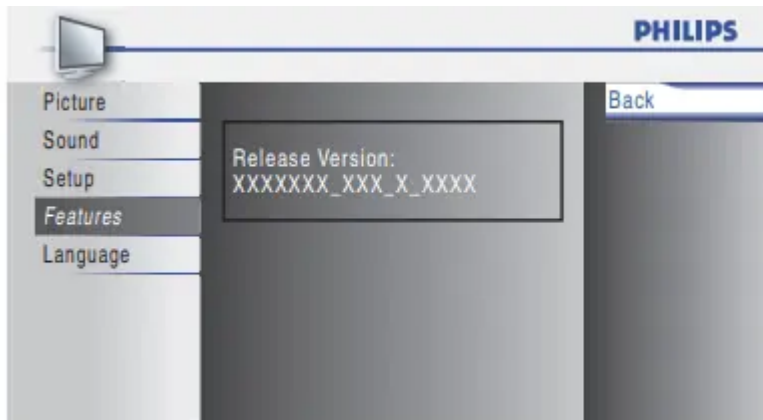 PHILIPS
Picture
Sound
Setup
Features
Language
Release Version:
XXXXXXX_XXX_X_XXXX
Back